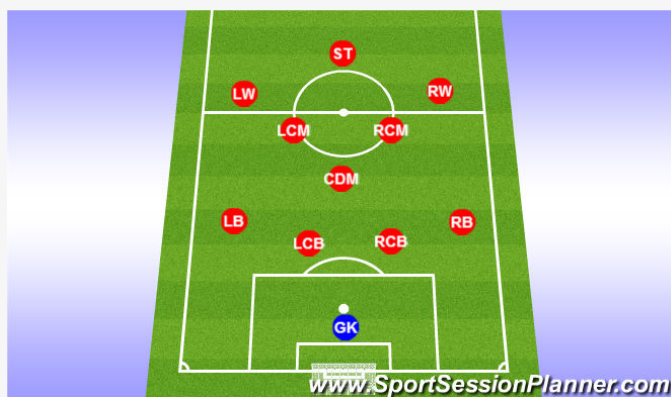 ST
LW
RW
LCM
RCM
CDM
LB
RB
LCB
RCB
GK
www.SportSessionPlanner.com